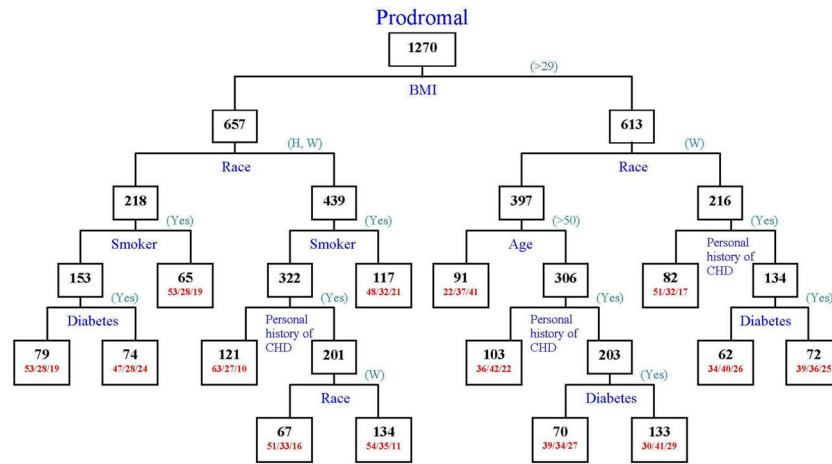 Prodromal
1270
(>29)
BMI
657
613
(H, W)
(W)
Race
Race
218
439
397
216
(Yes)
(Yes)
(>50)
(Yes)
Smoker
Smoker
Age
Personal
history of
CHD
153
65
53/28/19
322
117
48/32/21
91
22/37/41
306
82
51/32/17
134
(Yes)
(Yes)
(Yes)
(Yes)
Diabetes
Personal
history of
CHD
Personal
history of
CHD
Diabetes
79
53/28/19
74
47/28/24
121
63/27/10
201
103
36/42/22
203
62
34/40/26
72
39/36/25
(W)
(Yes)
Race
Diabetes
67
51/33/16
134
54/35/11
70
39/34/27
133
30/41/29